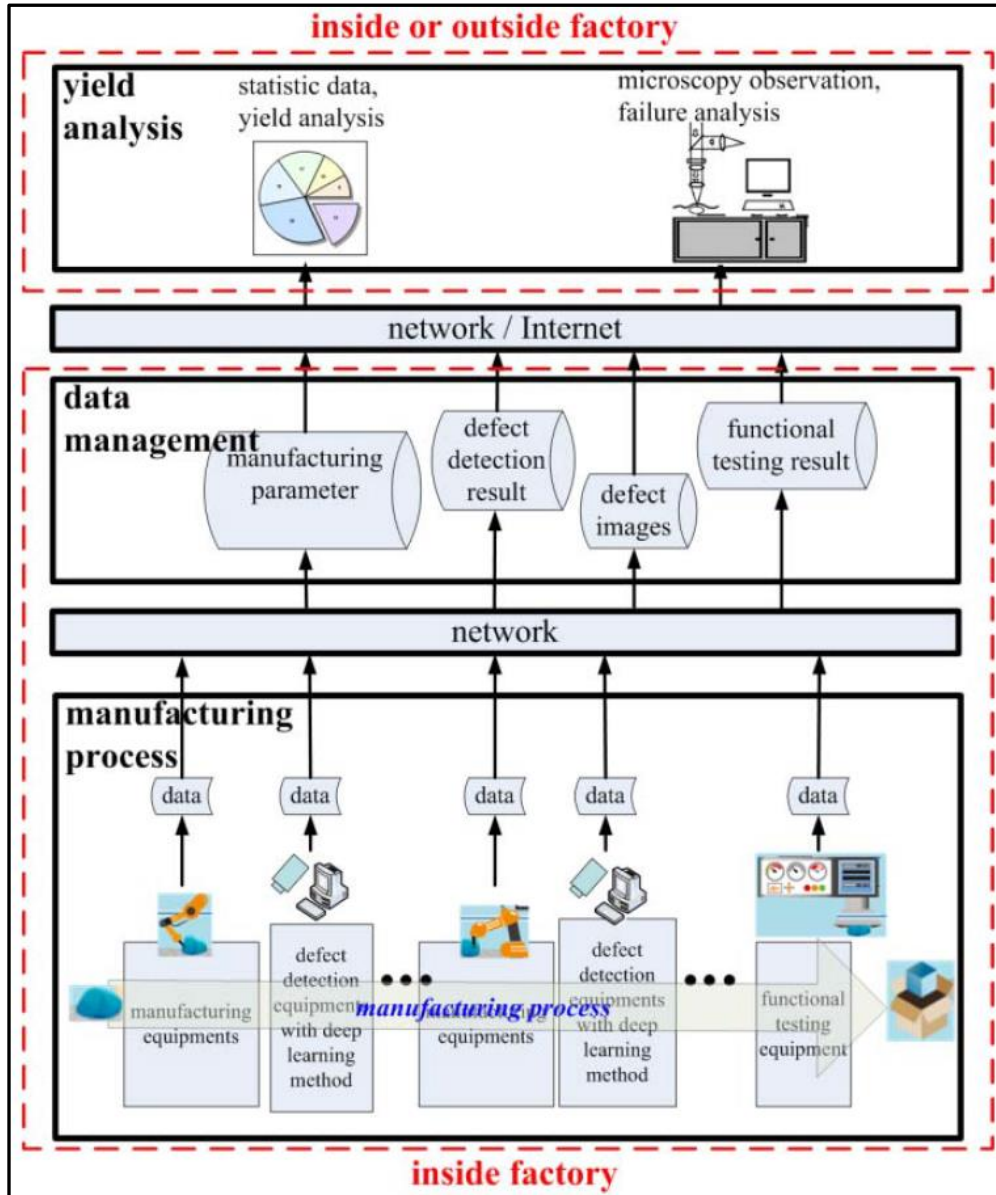 inside or outside factory
yield
analysis
statistic data,
yield analysis
microscopy observation,
failure analysis
network / Internet
data
management
manufacturing
parameter
defect
detection
result
defect
images
functional
testing result
network
manufacturing
process
data
data
data
data
data
manufacturing
equipments
defect
detection
equipments
with deep
learning
method
manufacturing process
manufacturing
equipments
defect
detection
equipments
with deep
learning
method
functional
testing
equipment
inside factory